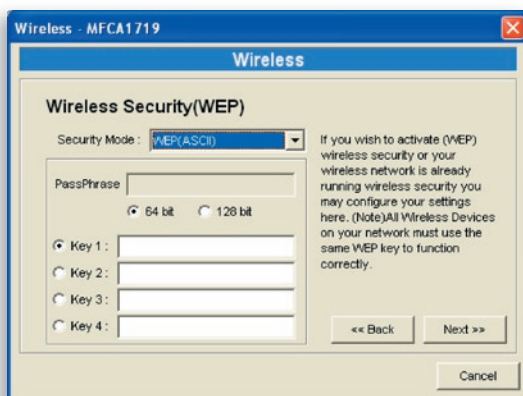 Wireless - MFCA1719
Wireless
Wireless Security(WEP)
Security Mode : WEP(ASCII)
PassPhrase
64 bit 128 bit
Key 1 :
Key 2 :
Key 3 :
Key 4 :
If you wish to activate (WEP)
wireless security or your
wireless network is already
running wireless security you
may configure your settings
here. (Note)All Wireless Devices
on your network must use the
same WEP key to function
correctly.
<< Back Next >>
Cancel